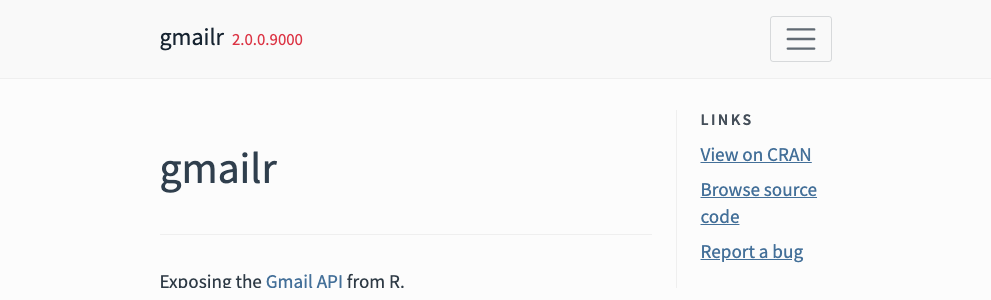 gmailr 2.0.0.9000
gmailr
Exposing the Gmail API from R.
LINKS
View on CRAN
Browse source
code
Report a bug